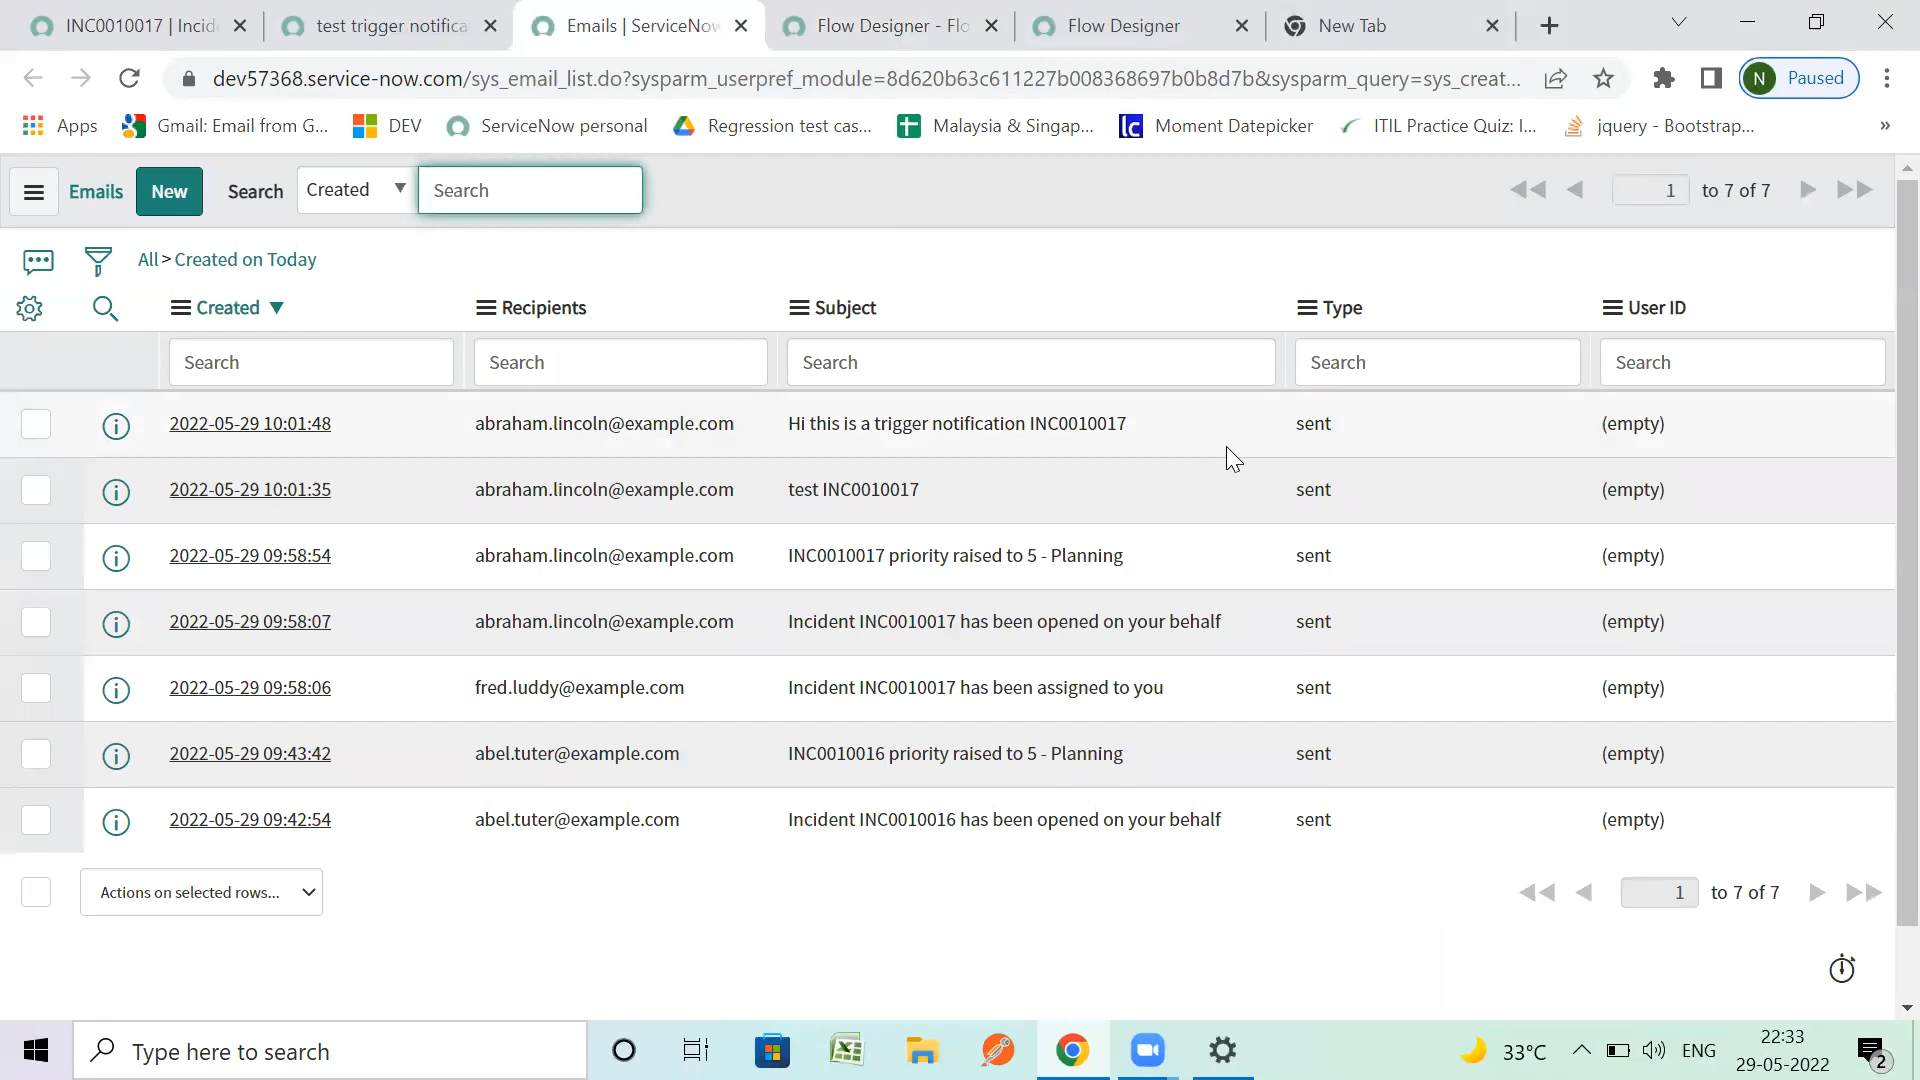 INC0010017 | Incid
test trigger notifica
Emails | ServiceNow
Flow Designer - Flo
Flow Designer
New Tab
dev57368.service-now.com/sys_email_list.do?sysparm_userpref_module=8d620b63c611227b008368697b0b8d7b&sysparm_query=sys_creat...
N Paused
Apps
Gmail: Email from G...
DEV
ServiceNow personal
Regression test cas...
Malaysia & Singap...
lc Moment Datepicker
ITIL Practice Quiz: I...
jquery - Bootstrap...
»
Emails New Search Created Search 1 to 7 of 7
All > Created on Today
Created Recipients Subject Type User ID
Search Search Search Search Search
2022-05-29 10:01:48 abraham.lincoln@example.com Hi this is a trigger notification INC0010017 sent (empty)
2022-05-29 10:01:35 abraham.lincoln@example.com test INC0010017 sent (empty)
2022-05-29 09:58:54 abraham.lincoln@example.com INC0010017 priority raised to 5 - Planning sent (empty)
2022-05-29 09:58:07 abraham.lincoln@example.com Incident INC0010017 has been opened on your behalf sent (empty)
2022-05-29 09:58:06 fred.luddy@example.com Incident INC0010017 has been assigned to you sent (empty)
2022-05-29 09:43:42 abel.tuter@example.com INC0010016 priority raised to 5 - Planning sent (empty)
2022-05-29 09:42:54 abel.tuter@example.com Incident INC0010016 has been opened on your behalf sent (empty)
Actions on selected rows... 1 to 7 of 7
Type here to search
33°C
ENG
22:33
29-05-2022
2